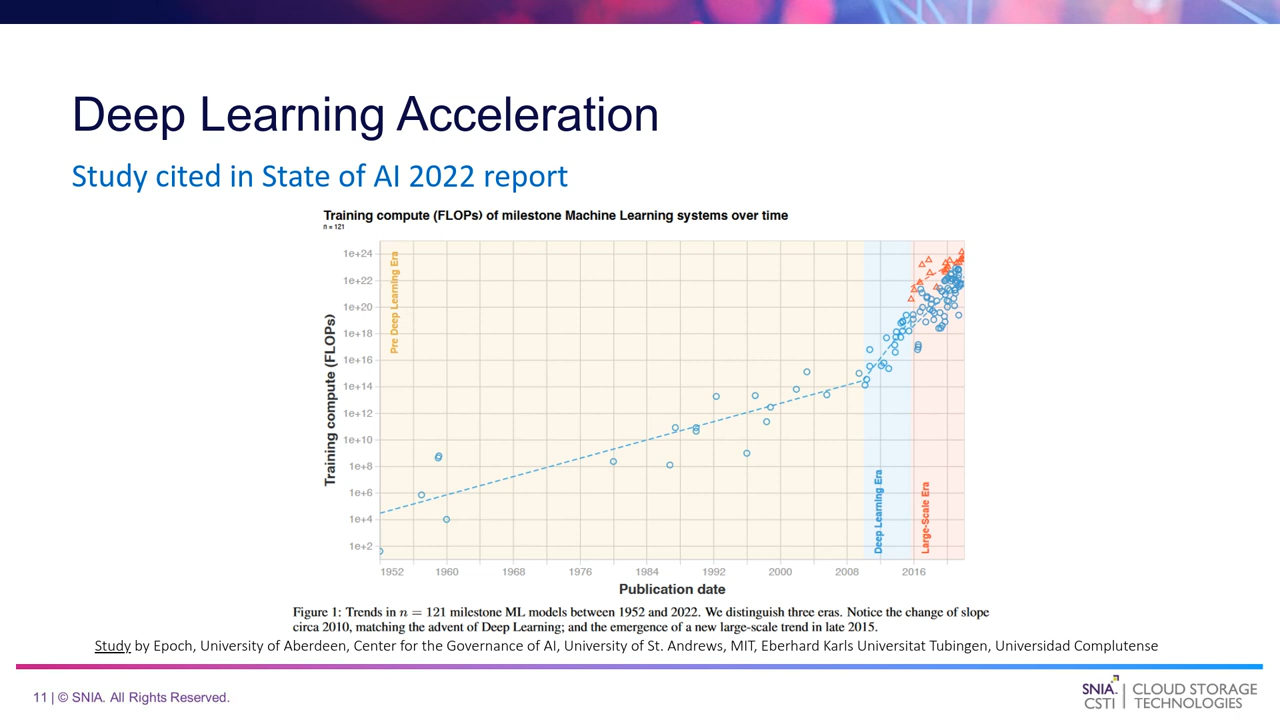 Deep Learning Acceleration
Study cited in State of AI 2022 report
Training compute (FLOPs) of milestone Machine Learning systems over time
n = 121
Training compute (FLOPs)
1e+24
1e+22
1e+20
1e+18
1e+16
1e+14
1e+12
1e+10
1e+8
1e+6
1e+4
1e+2
Pre Deep Learning Era
Deep Learning Era
Large-Scale Era
1952 1960 1968 1976 1984 1992 2000 2008 2016
Publication date
Figure 1: Trends in n = 121 milestone ML models between 1952 and 2022. We distinguish three eras. Notice the change of slope
circa 2010, matching the advent of Deep Learning; and the emergence of a new large-scale trend in late 2015.
Study by Epoch, University of Aberdeen, Center for the Governance of AI, University of St. Andrews, MIT, Eberhard Karls Universitat Tubingen, Universidad Complutense
11 | © SNIA. All Rights Reserved.
SNIA. | CLOUD STORAGE
CSTI | TECHNOLOGIES